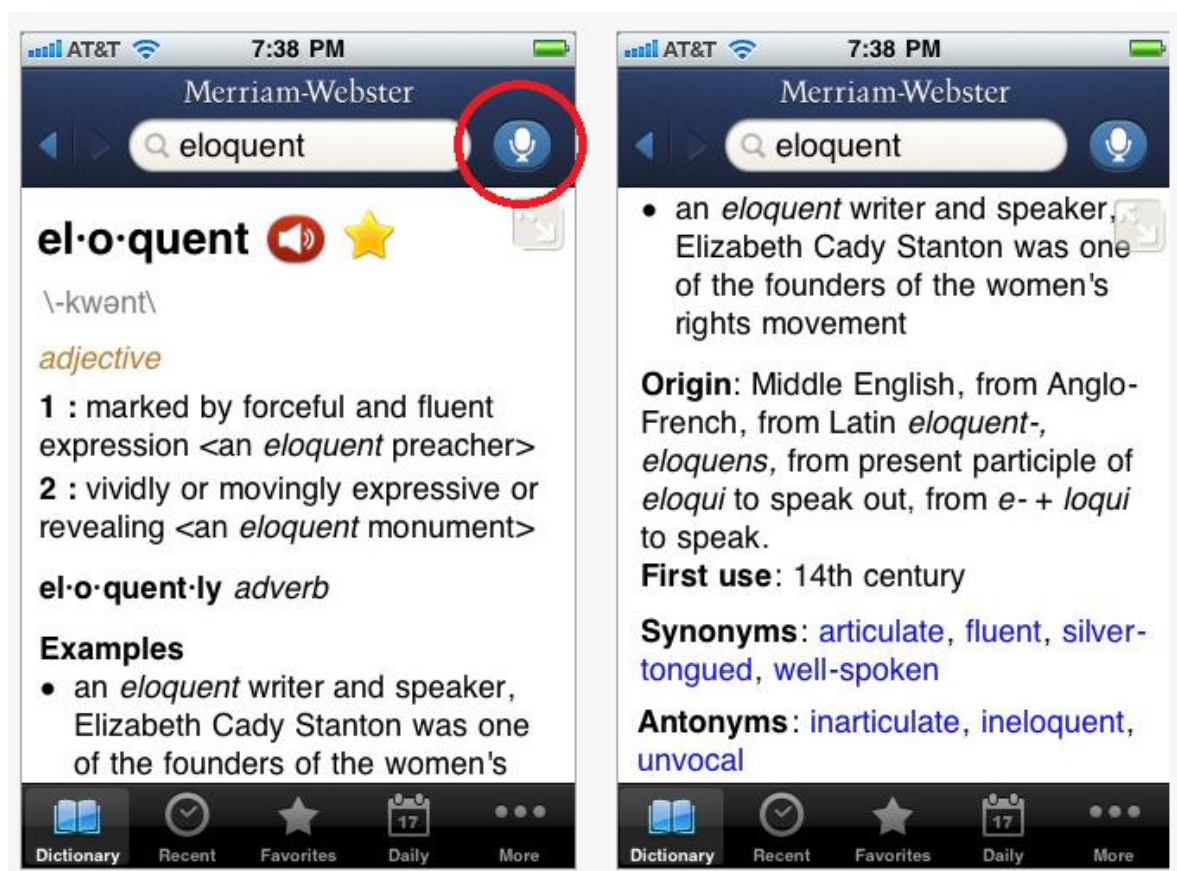 AT&T 7:38 PM
Merriam-Webster
eloquent
el·o·quent
\-kwənt\
adjective
1 : marked by forceful and fluent
expression <an eloquent preacher>
2 : vividly or movingly expressive or
revealing <an eloquent monument>
el·o·quent·ly adverb
Examples
• an eloquent writer and speaker,
Elizabeth Cady Stanton was one
of the founders of the women's
17
Dictionary Recent Favorites Daily More
AT&T 7:38 PM
Merriam-Webster
eloquent
• an eloquent writer and speaker,
Elizabeth Cady Stanton was one
of the founders of the women's
rights movement
Origin: Middle English, from Anglo-
French, from Latin eloquent-,
eloquens, from present participle of
eloqui to speak out, from e- + loqui
to speak.
First use: 14th century
Synonyms: articulate, fluent, silver-
tongued, well-spoken
Antonyms: inarticulate, ineloquent,
unvocal
17
Dictionary Recent Favorites Daily More